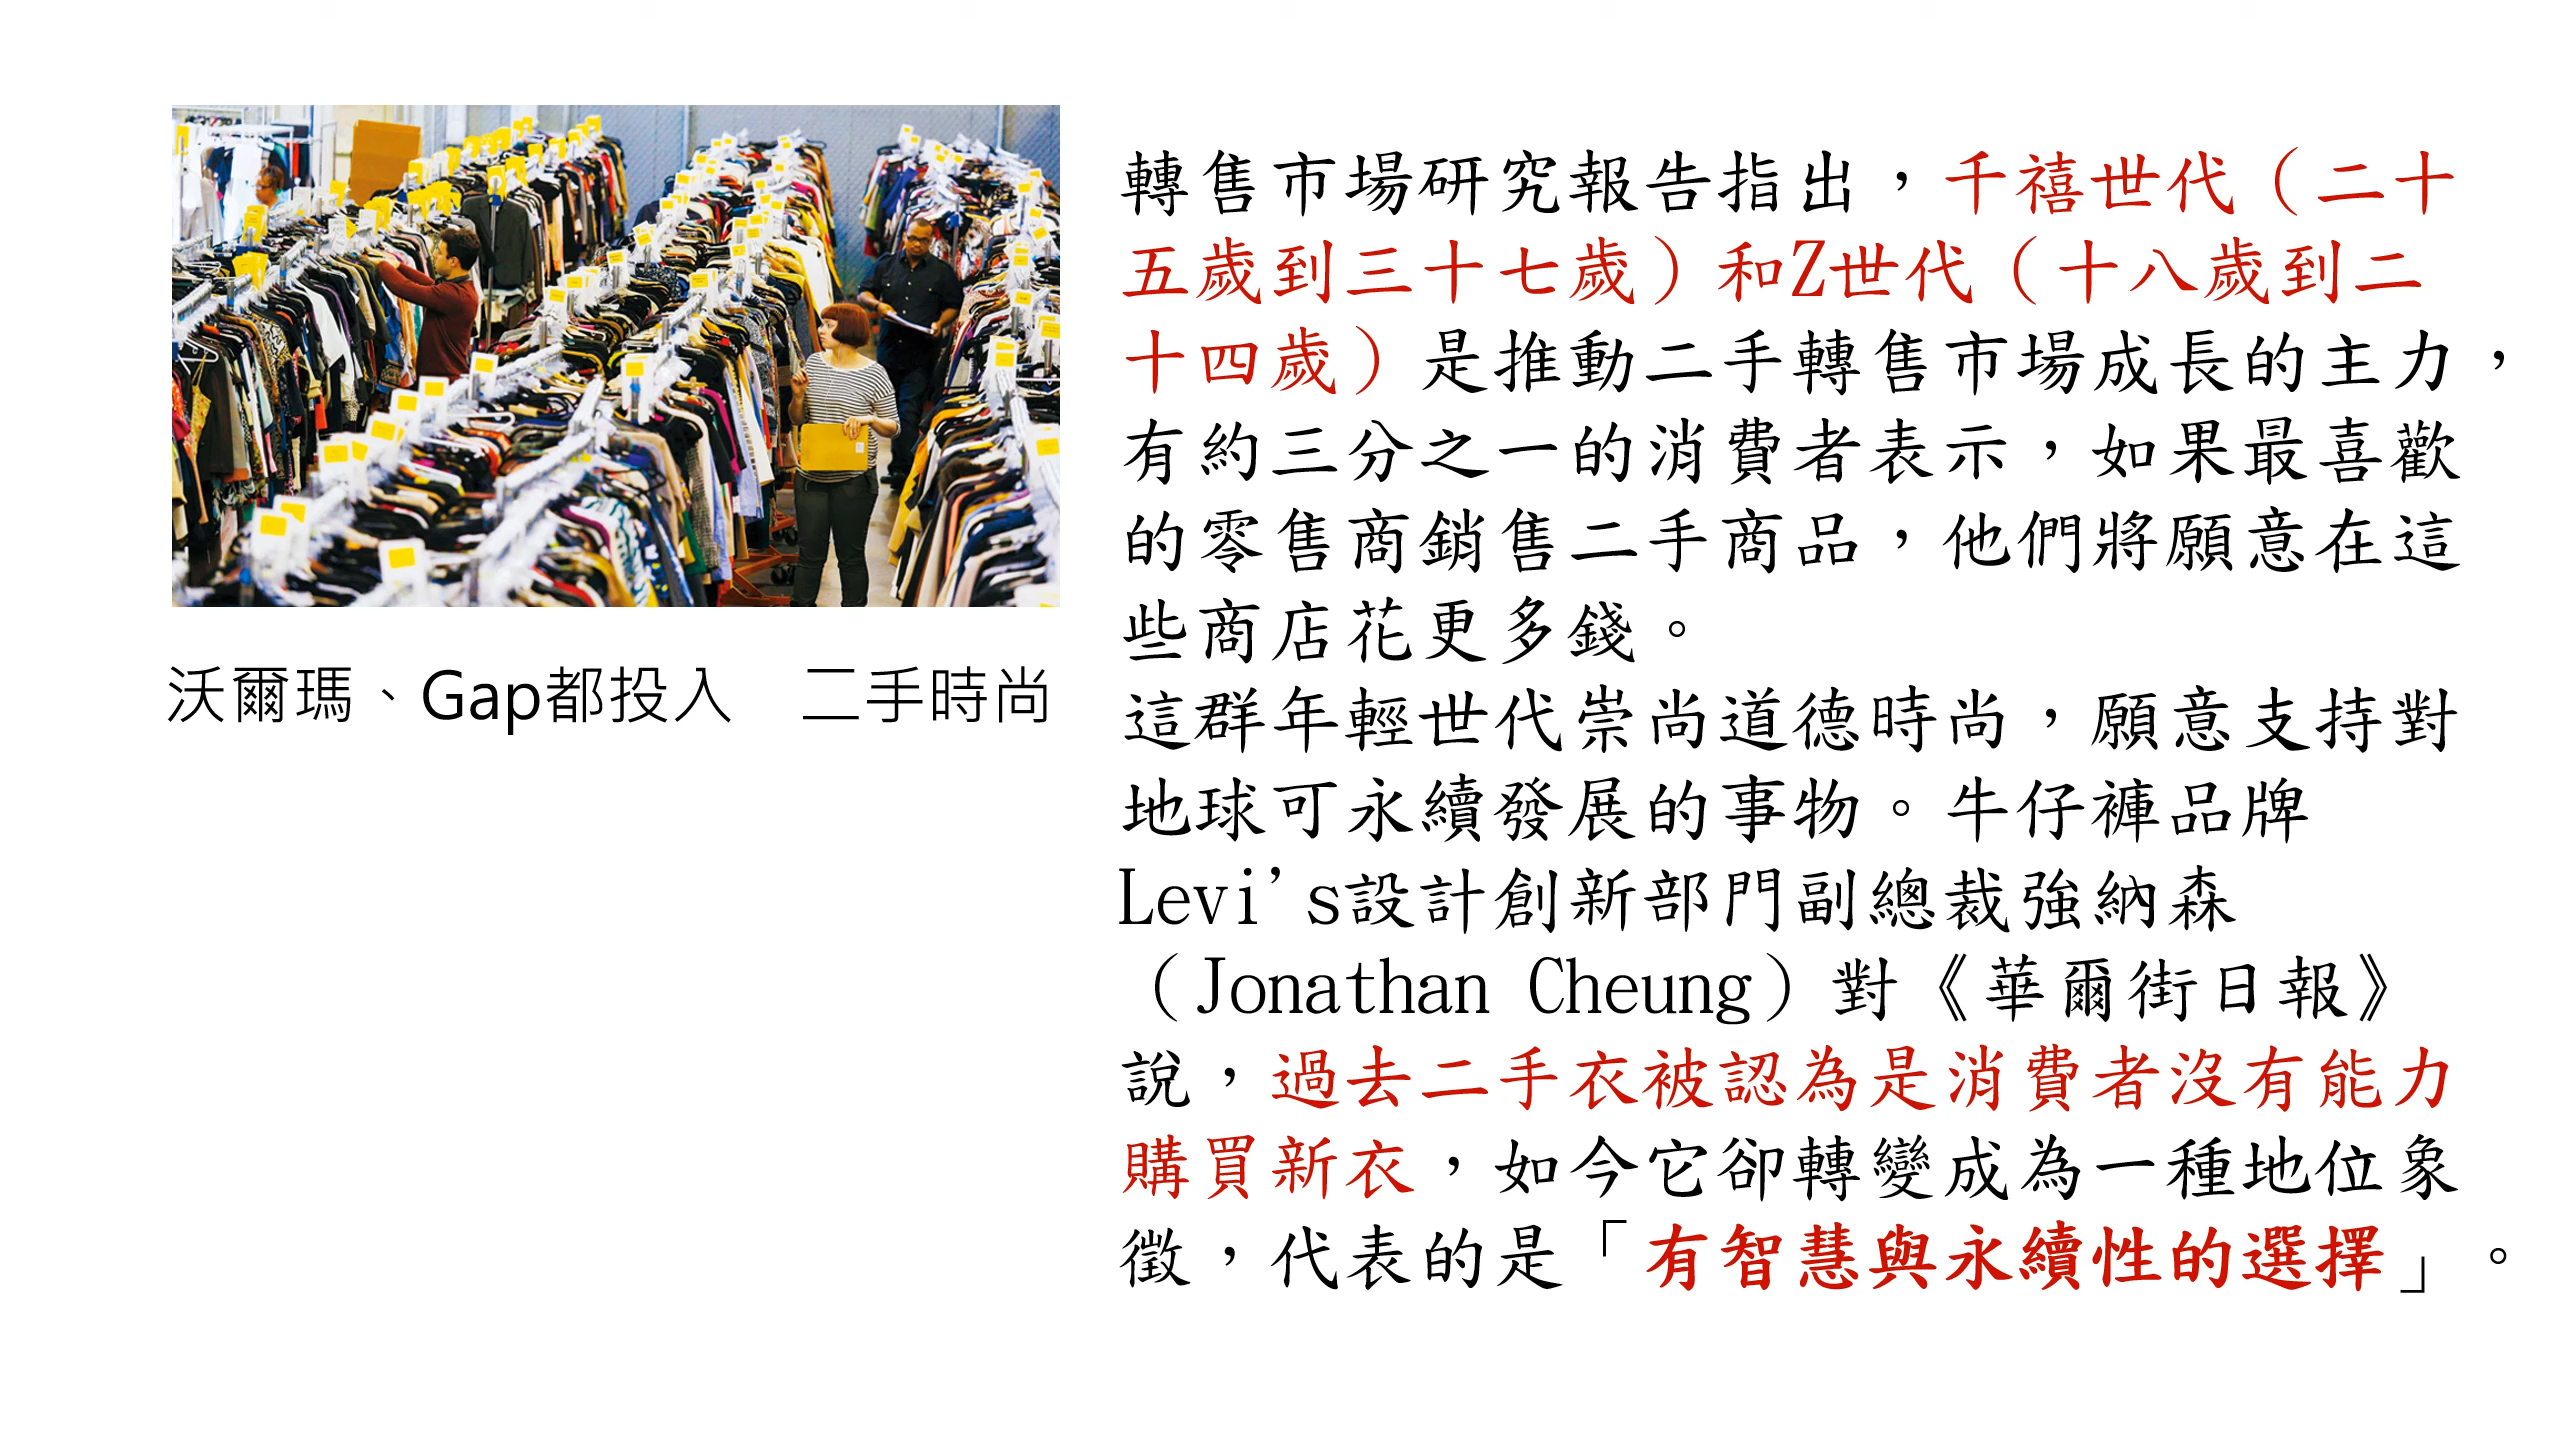 沃爾瑪、Gap都投入　二手時尚
轉售市場研究報告指出，千禧世代（二十
五歲到三十七歲）和Z世代（十八歲到二
十四歲）是推動二手轉售市場成長的主力，
有約三分之一的消費者表示，如果最喜歡
的零售商銷售二手商品，他們將願意在這
些商店花更多錢。
這群年輕世代崇尚道德時尚，願意支持對
地球可永續發展的事物。牛仔褲品牌
Levi's設計創新部門副總裁強納森
（Jonathan Cheung）對《華爾街日報》
說，過去二手衣被認為是消費者沒有能力
購買新衣，如今它卻轉變成為一種地位象
徵，代表的是「有智慧與永續性的選擇」。